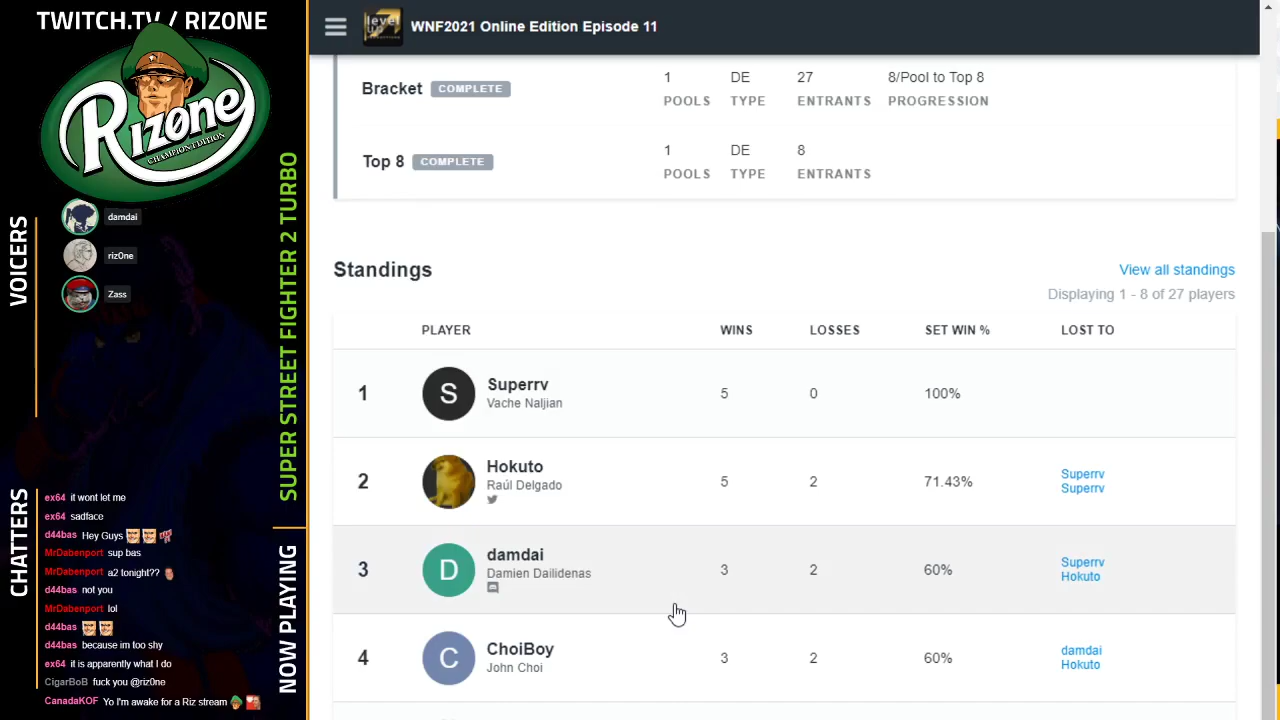 TWITCH.TV / RIZONE
Rizone
CHAMPION EDITION
VOICERS
damdai
riz0ne
Zass
SUPER STREET FIGHTER 2 TURBO
CHATTERS
ex64 it wont let me
ex64 sadface
d44bas Hey Guys
MrDabenport sup bas
MrDabenport a2 tonight??
d44bas not you
MrDabenport lol
d44bas
d44bas because im too shy
ex64 it is apparently what I do
CigarBoB fuck you @riz0ne
CanadaKOF Yo I'm awake for a Riz stream
NOW PLAYING
level up
WNF2021 Online Edition Episode 11
Bracket COMPLETE 1 DE 27 8/Pool to Top 8
POOLS TYPE ENTRANTS PROGRESSION
Top 8 COMPLETE 1 DE 8
POOLS TYPE ENTRANTS
Standings View all standings
Displaying 1 - 8 of 27 players
PLAYER WINS LOSSES SET WIN % LOST TO
1 S Superrv 5 0 100%
Vache Naljian
2 Hokuto 5 2 71.43% Superrv
Raúl Delgado Superrv
3 D damdai 3 2 60% Superrv
Damien Dailidenas Hokuto
4 C ChoiBoy 3 2 60% damdai
John Choi Hokuto